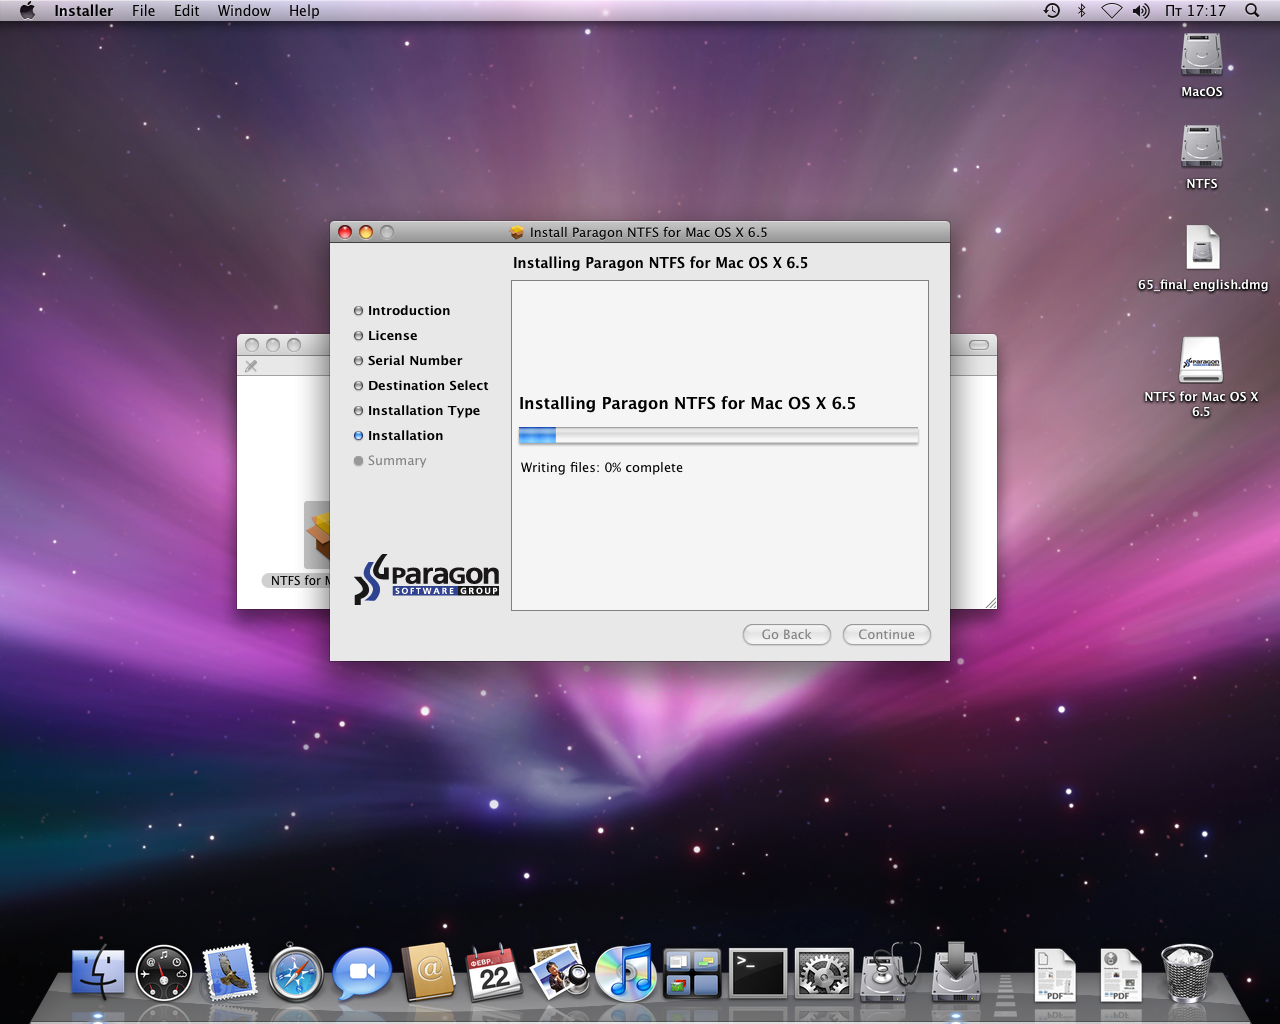 Installer File Edit Window Help Пт 17:17
MacOS
NTFS
65_final_english.dmg
NTFS for Mac OS X
6.5
Install Paragon NTFS for Mac OS X 6.5
Installing Paragon NTFS for Mac OS X 6.5
Introduction
License
Serial Number
Destination Select
Installation Type
Installation
Summary
Installing Paragon NTFS for Mac OS X 6.5
Writing files: 0% complete
NTFS for M
Paragon
SOFTWARE GROUP
Go Back Continue
ФЕВР.
22
@
>_
PDF
PDF